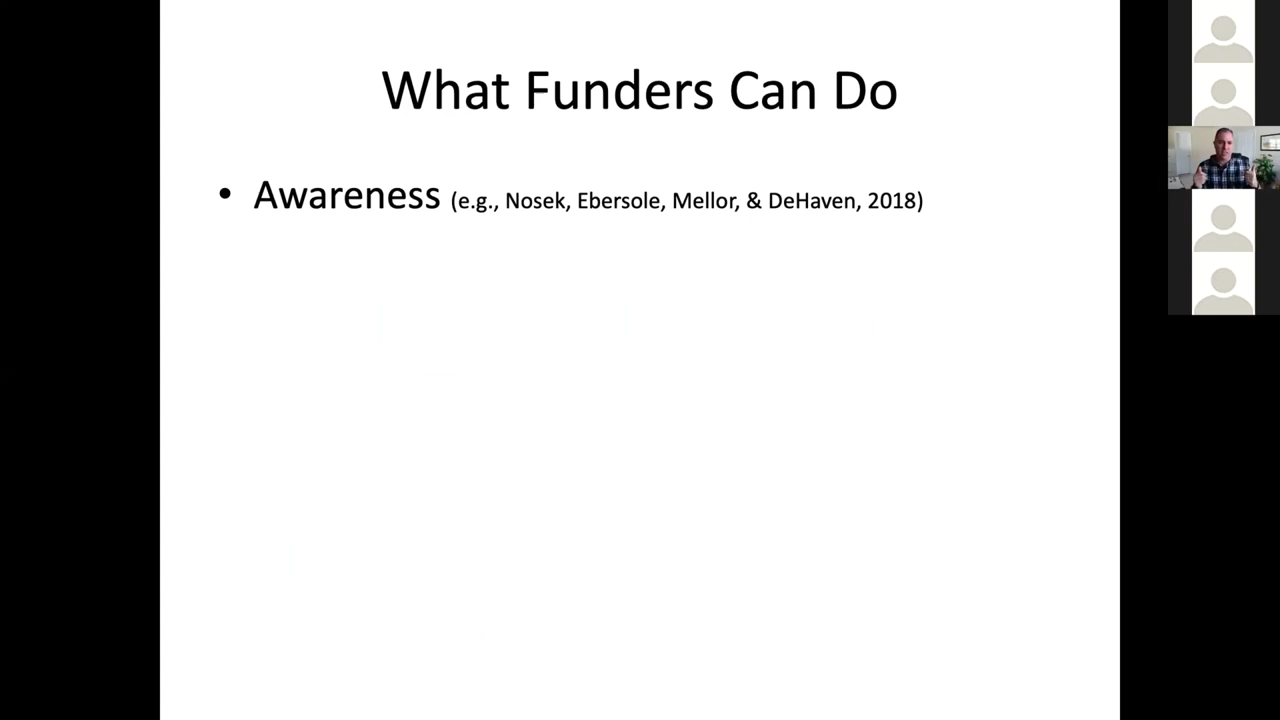 What Funders Can Do
• Awareness (e.g., Nosek, Ebersole, Mellor, & DeHaven, 2018)